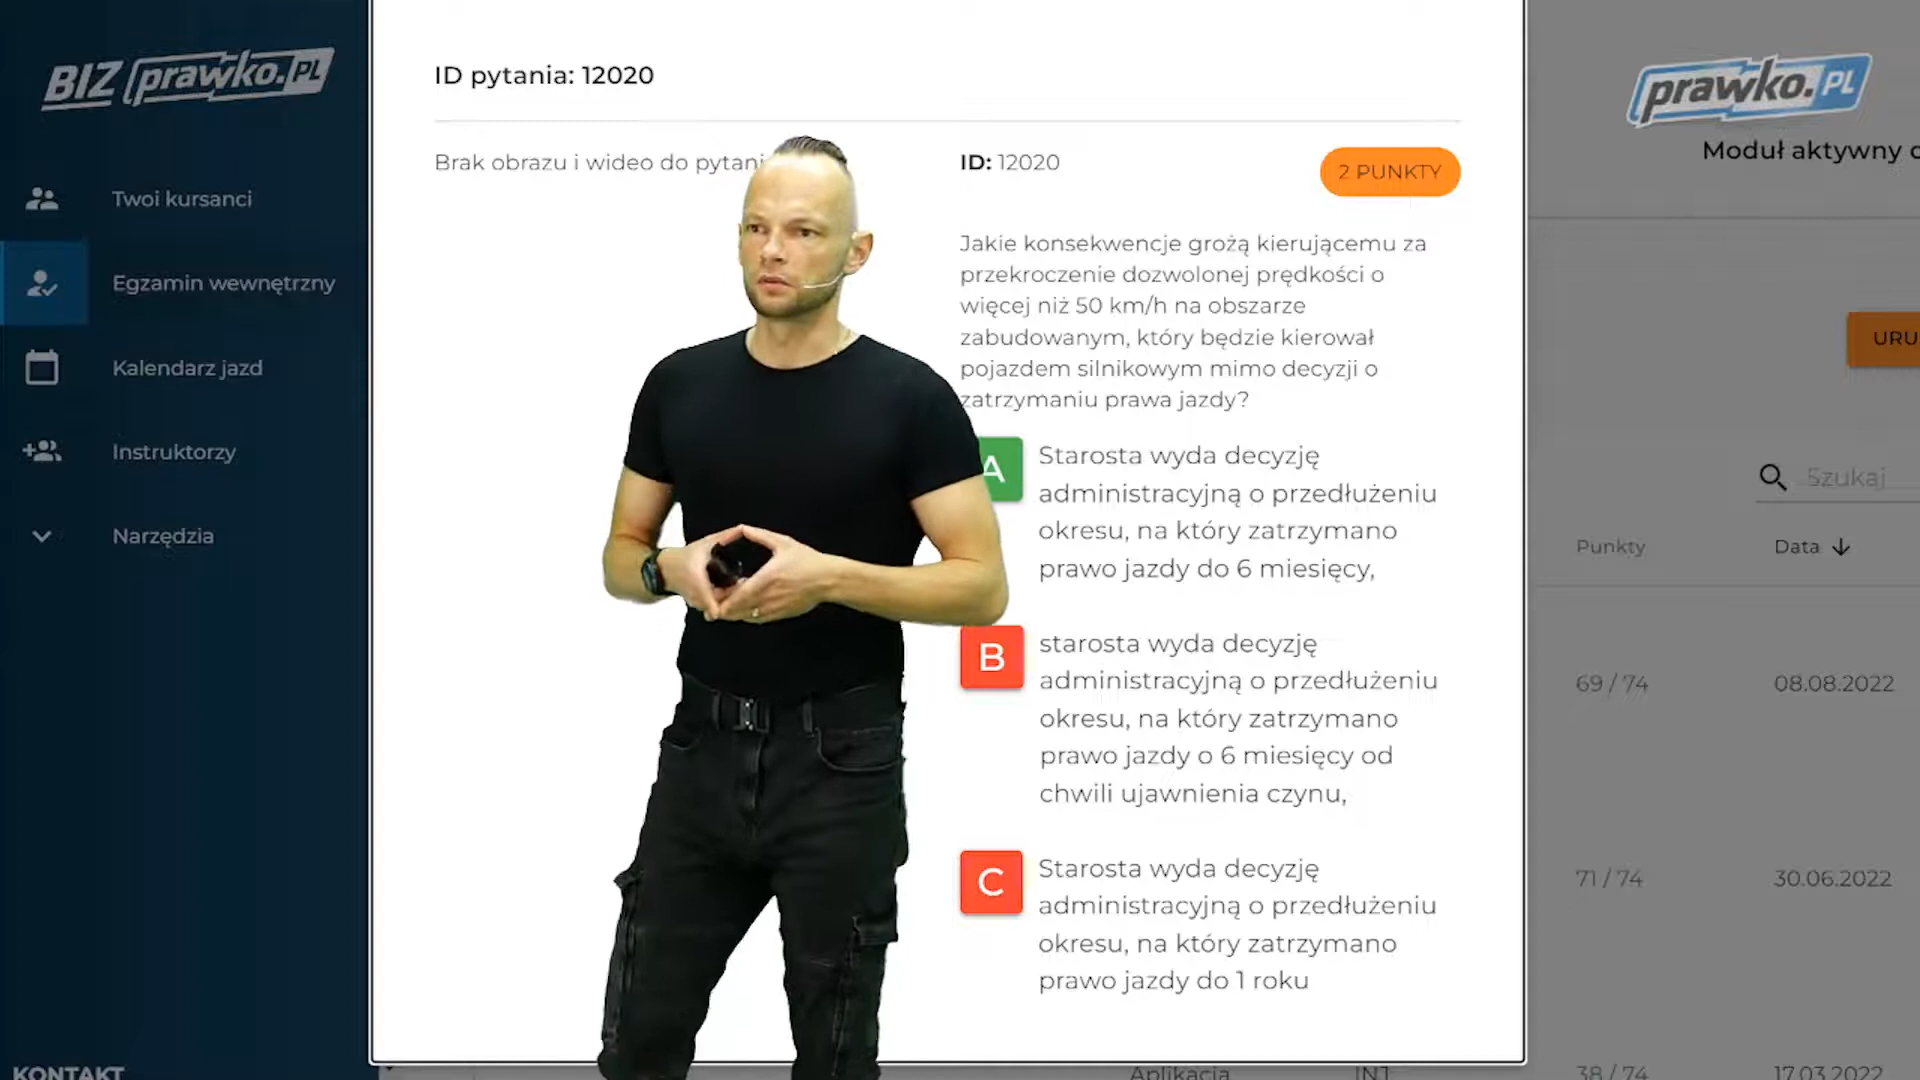 BIZ prawko.PL
Twoi kursanci
Egzamin wewnętrzny
Kalendarz jazd
Instruktorzy
Narzędzia
KONTAKT
ID pytania: 12020
Brak obrazu i wideo do
ID: 12020
2 PUNKTY
Jakie konsekwencje grożą kierującemu za
przekroczenie dozwolonej prędkości o
więcej niż 50 km/h na obszarze
zabudowanym, który będzie kierował
pojazdem silnikowym mimo decyzji o
zatrzymaniu prawa jazdy?
A
Starosta wyda decyzję
administracyjną o przedłużeniu
okresu, na który zatrzymano
prawo jazdy do 6 miesięcy,
B
starosta wyda decyzję
administracyjną o przedłużeniu
okresu, na który zatrzymano
prawo jazdy o 6 miesięcy od
chwili ujawnienia czynu,
C
Starosta wyda decyzję
administracyjną o przedłużeniu
okresu, na który zatrzymano
prawo jazdy do 1 roku
prawko.PL
Moduł aktywny
Szukaj
Punkty
Data
69 / 74
08.08.2022
71 / 74
30.06.2022
Aplikacja
INJ
38 / 74
17.03.2022